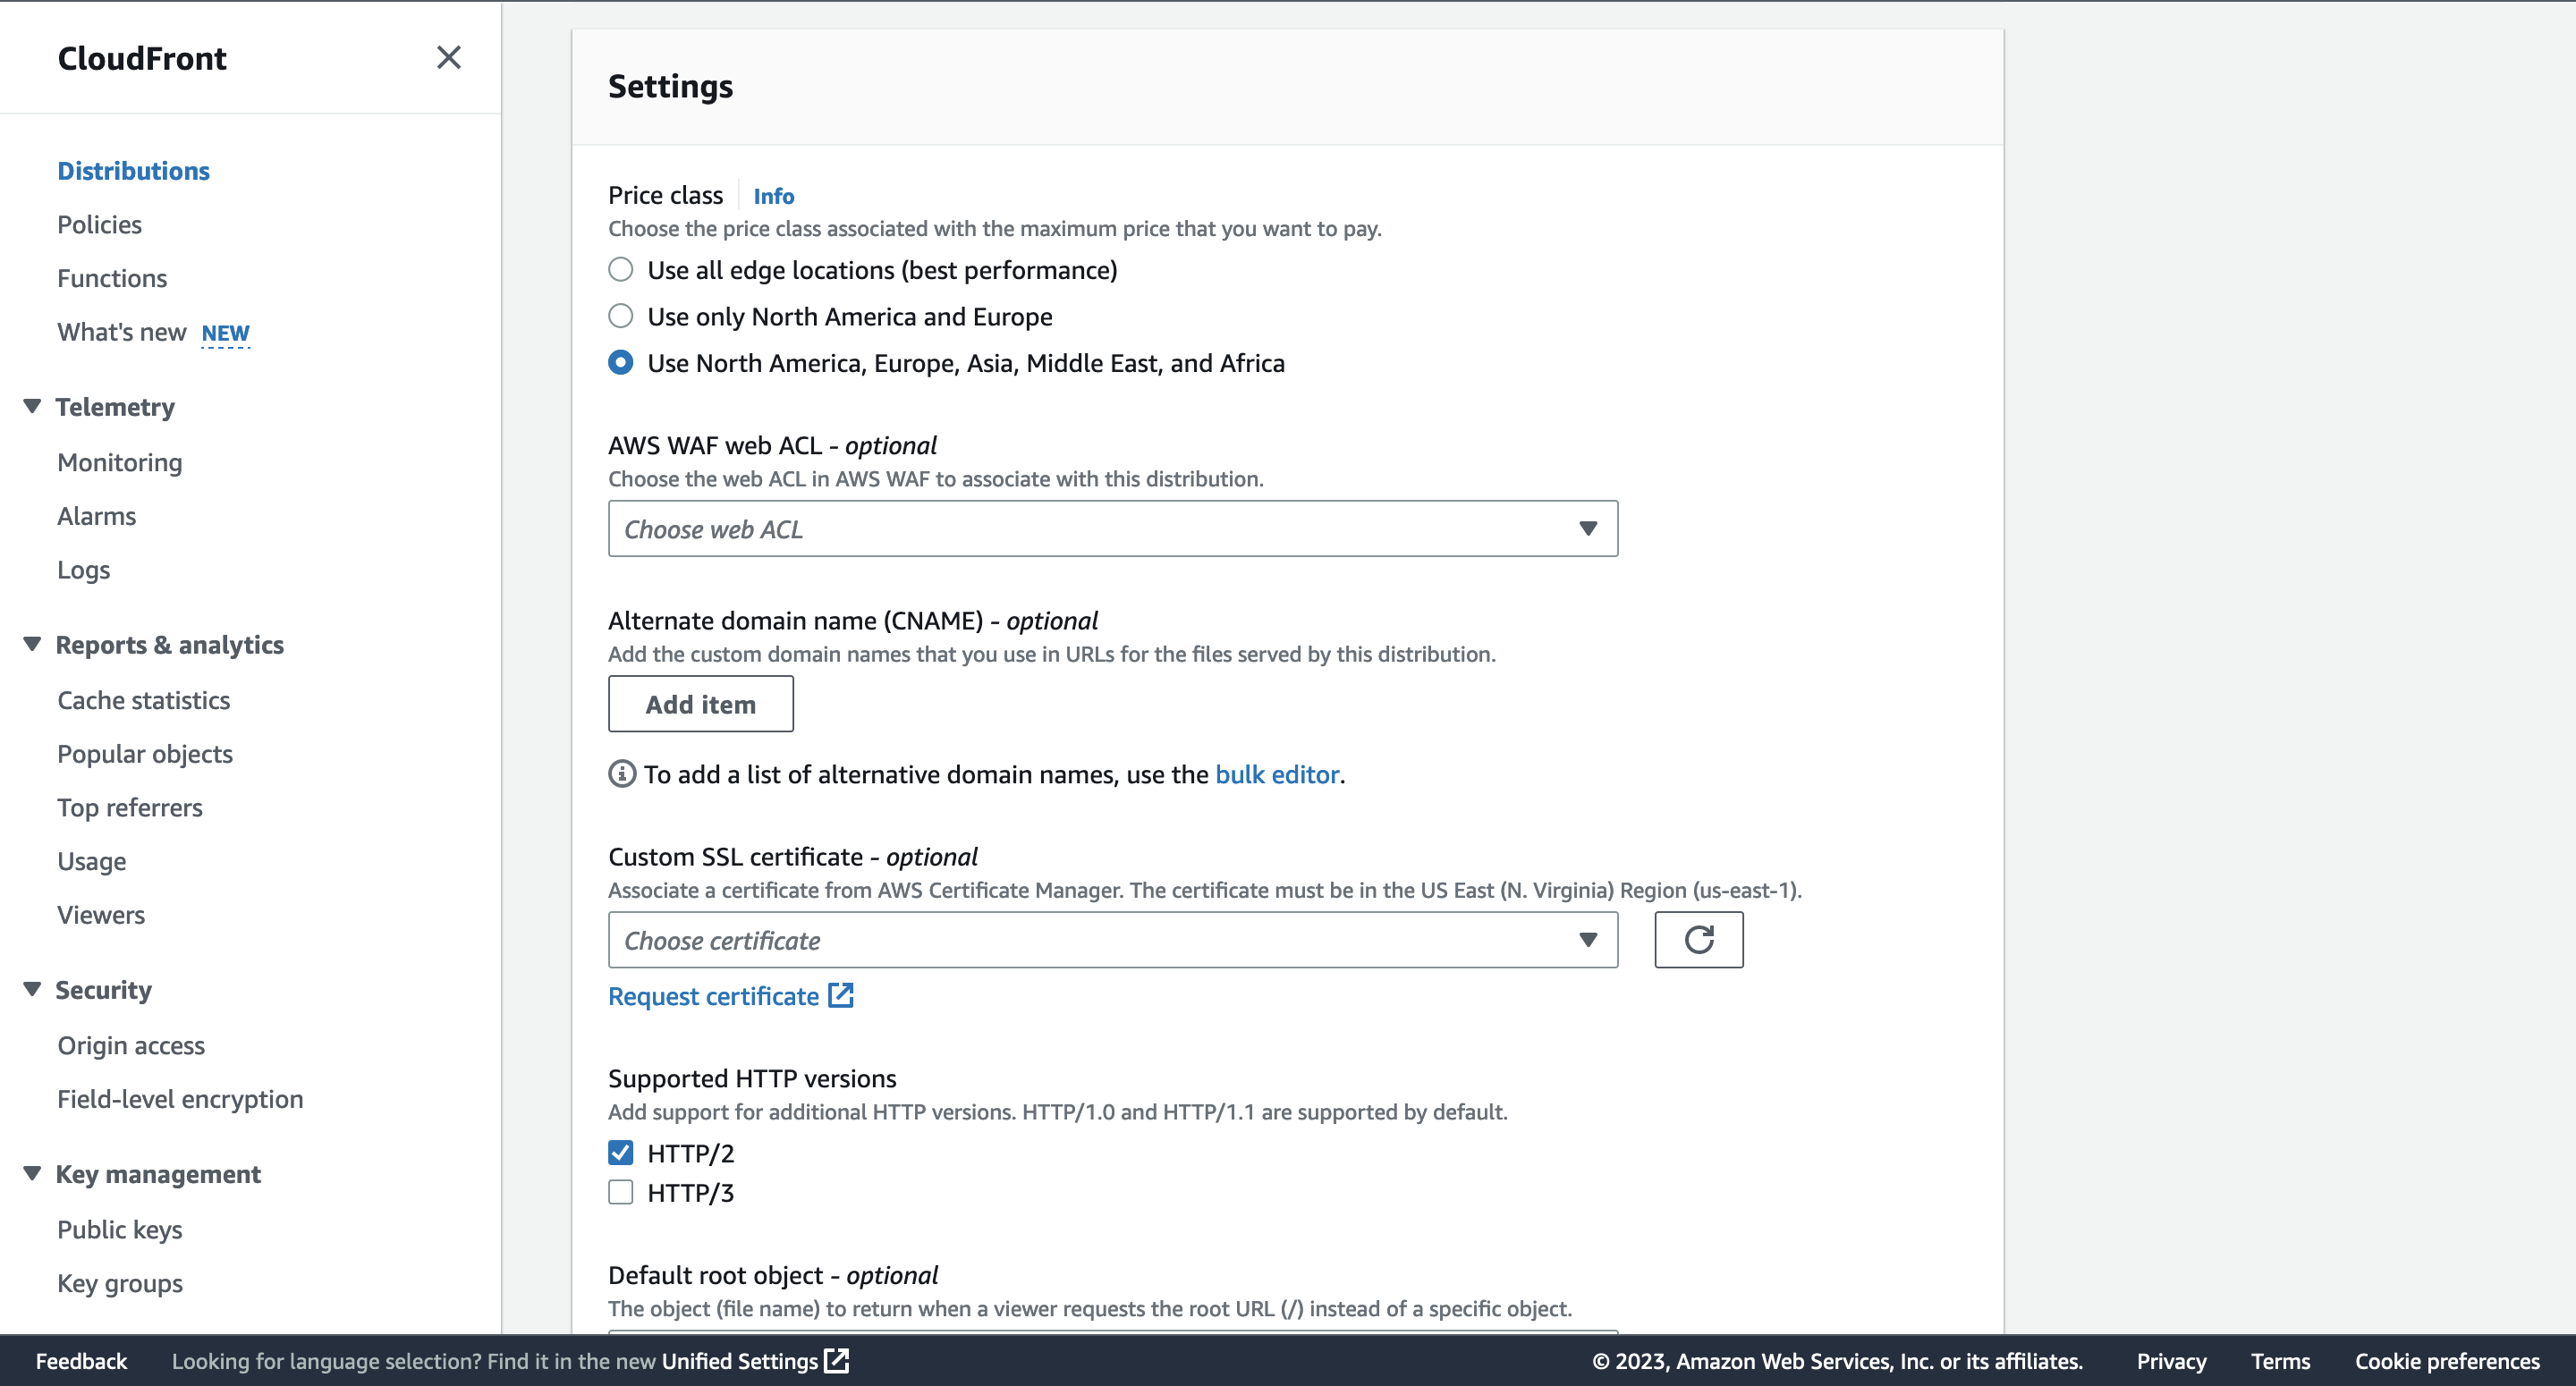 CloudFront
Distributions
Policies
Functions
What's new NEW
Telemetry
Monitoring
Alarms
Logs
Reports & analytics
Cache statistics
Popular objects
Top referrers
Usage
Viewers
Security
Origin access
Field-level encryption
Key management
Public keys
Key groups
Settings
Price class Info
Choose the price class associated with the maximum price that you want to pay.
Use all edge locations (best performance)
Use only North America and Europe
Use North America, Europe, Asia, Middle East, and Africa
AWS WAF web ACL - optional
Choose the web ACL in AWS WAF to associate with this distribution.
Choose web ACL
Alternate domain name (CNAME) - optional
Add the custom domain names that you use in URLs for the files served by this distribution.
Add item
To add a list of alternative domain names, use the bulk editor.
Custom SSL certificate - optional
Associate a certificate from AWS Certificate Manager. The certificate must be in the US East (N. Virginia) Region (us-east-1).
Choose certificate
Request certificate
Supported HTTP versions
Add support for additional HTTP versions. HTTP/1.0 and HTTP/1.1 are supported by default.
HTTP/2
HTTP/3
Default root object - optional
The object (file name) to return when a viewer requests the root URL (/) instead of a specific object.
Feedback Looking for language selection? Find it in the new Unified Settings © 2023, Amazon Web Services, Inc. or its affiliates. Privacy Terms Cookie preferences